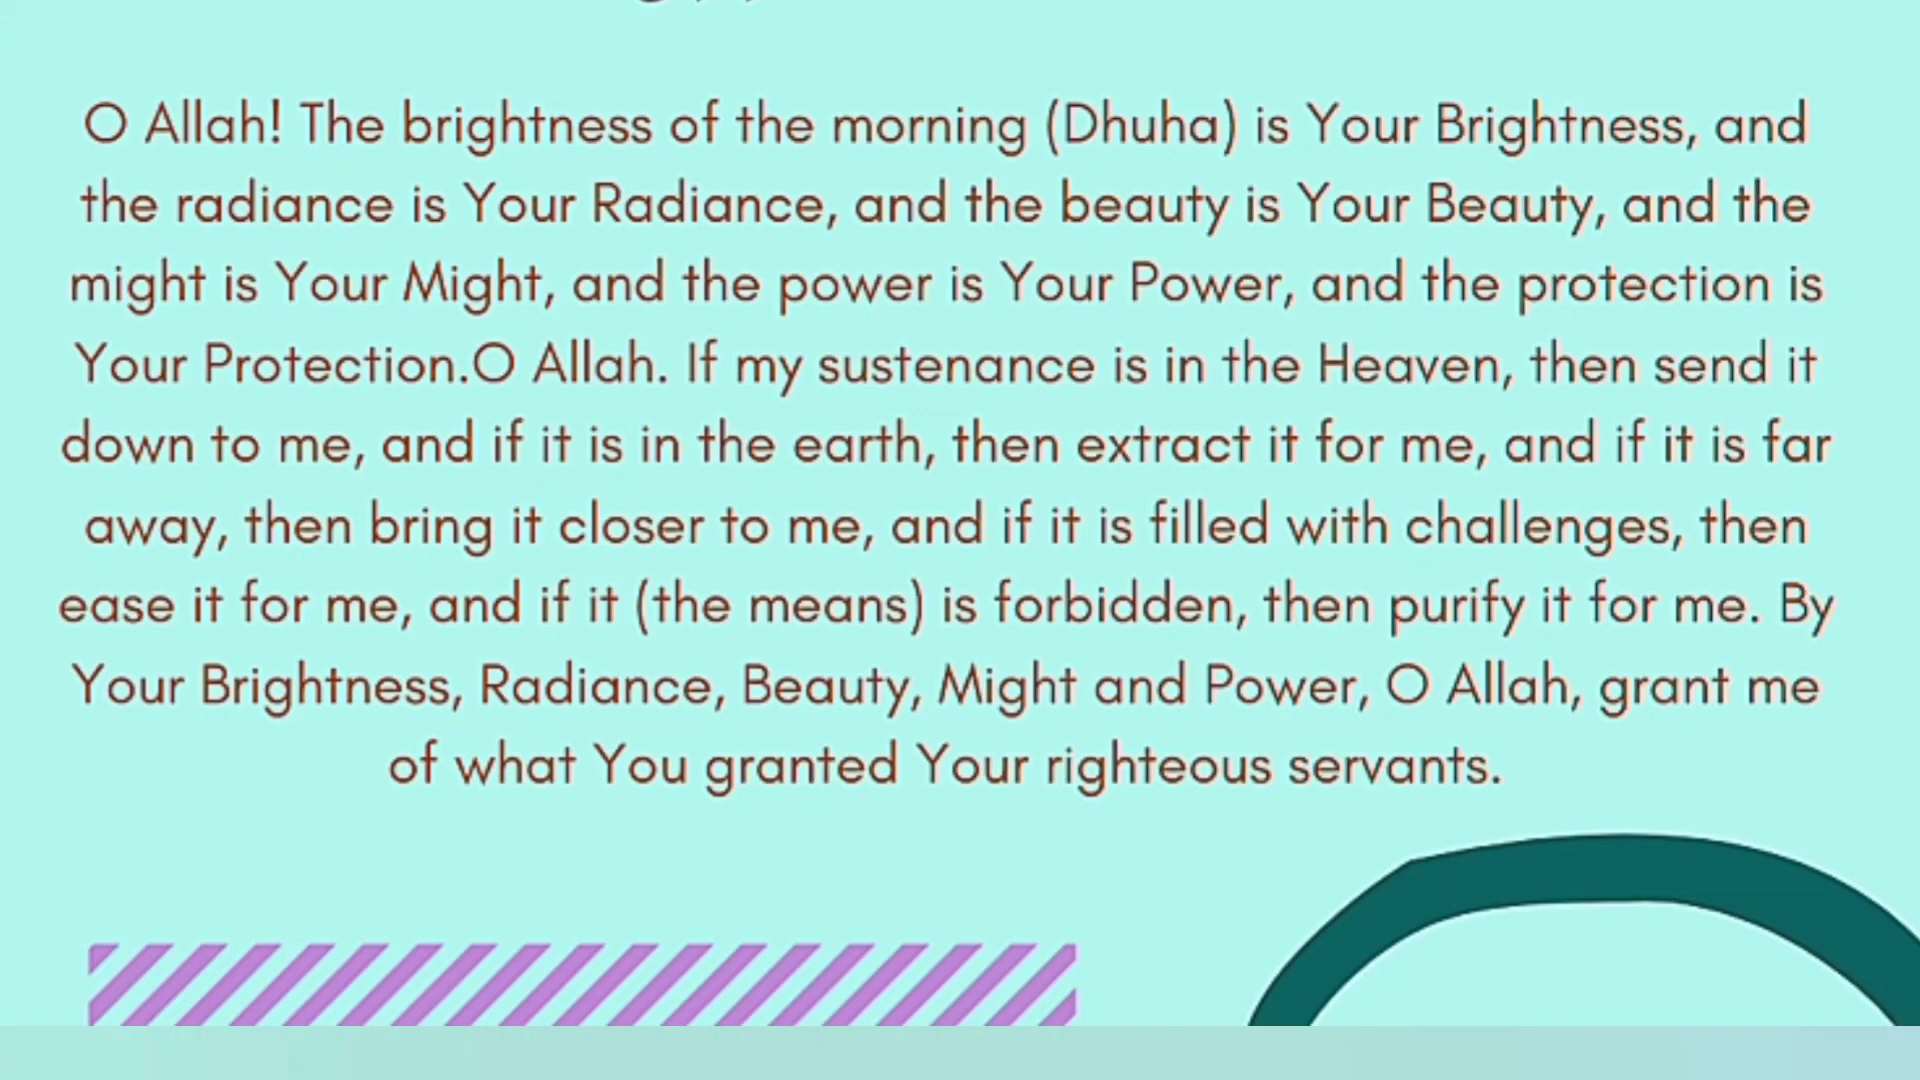 O Allah! The brightness of the morning (Dhuha) is Your Brightness, and
the radiance is Your Radiance, and the beauty is Your Beauty, and the
might is Your Might, and the power is Your Power, and the protection is
Your Protection.O Allah. If my sustenance is in the Heaven, then send it
down to me, and if it is in the earth, then extract it for me, and if it is far
away, then bring it closer to me, and if it is filled with challenges, then
ease it for me, and if it (the means) is forbidden, then purify it for me. By
Your Brightness, Radiance, Beauty, Might and Power, O Allah, grant me
of what You granted Your righteous servants.